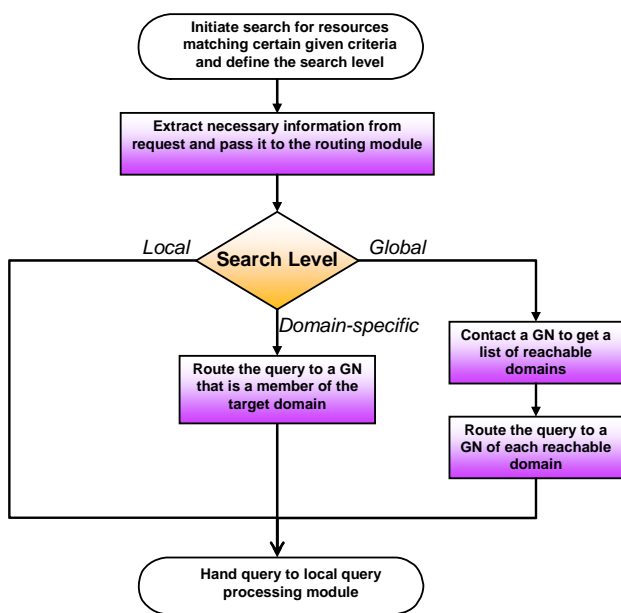 Initiate search for resources
matching certain given criteria
and define the search level
Extract necessary information from
request and pass it to the routing module
Local
Search Level
Global
Domain-specific
Route the query to a GN
that is a member of the
target domain
Contact a GN to get a
list of reachable
domains
Route the query to a
GN of each reachable
domain
Hand query to local query
processing module